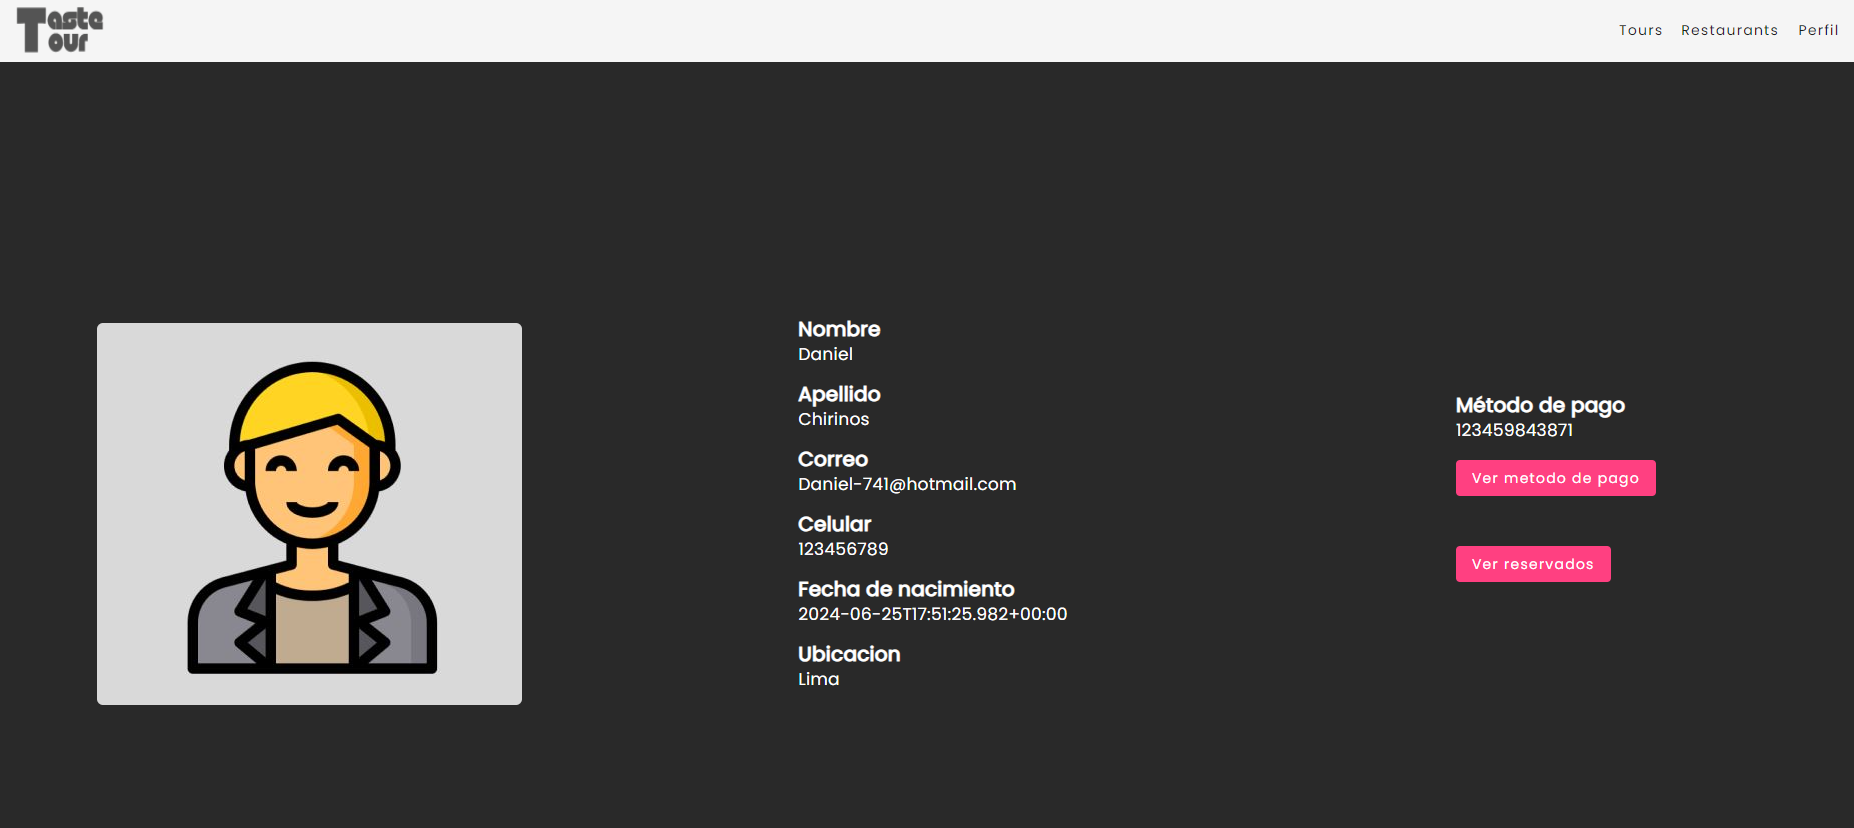 Taste
Tour
Tours Restaurants Perfil
Nombre
Daniel
Apellido
Chirinos
Correo
Daniel-741@hotmail.com
Celular
123456789
Fecha de nacimiento
2024-06-25T17:51:25.982+00:00
Ubicacion
Lima
Método de pago
123459843871
Ver metodo de pago
Ver reservados